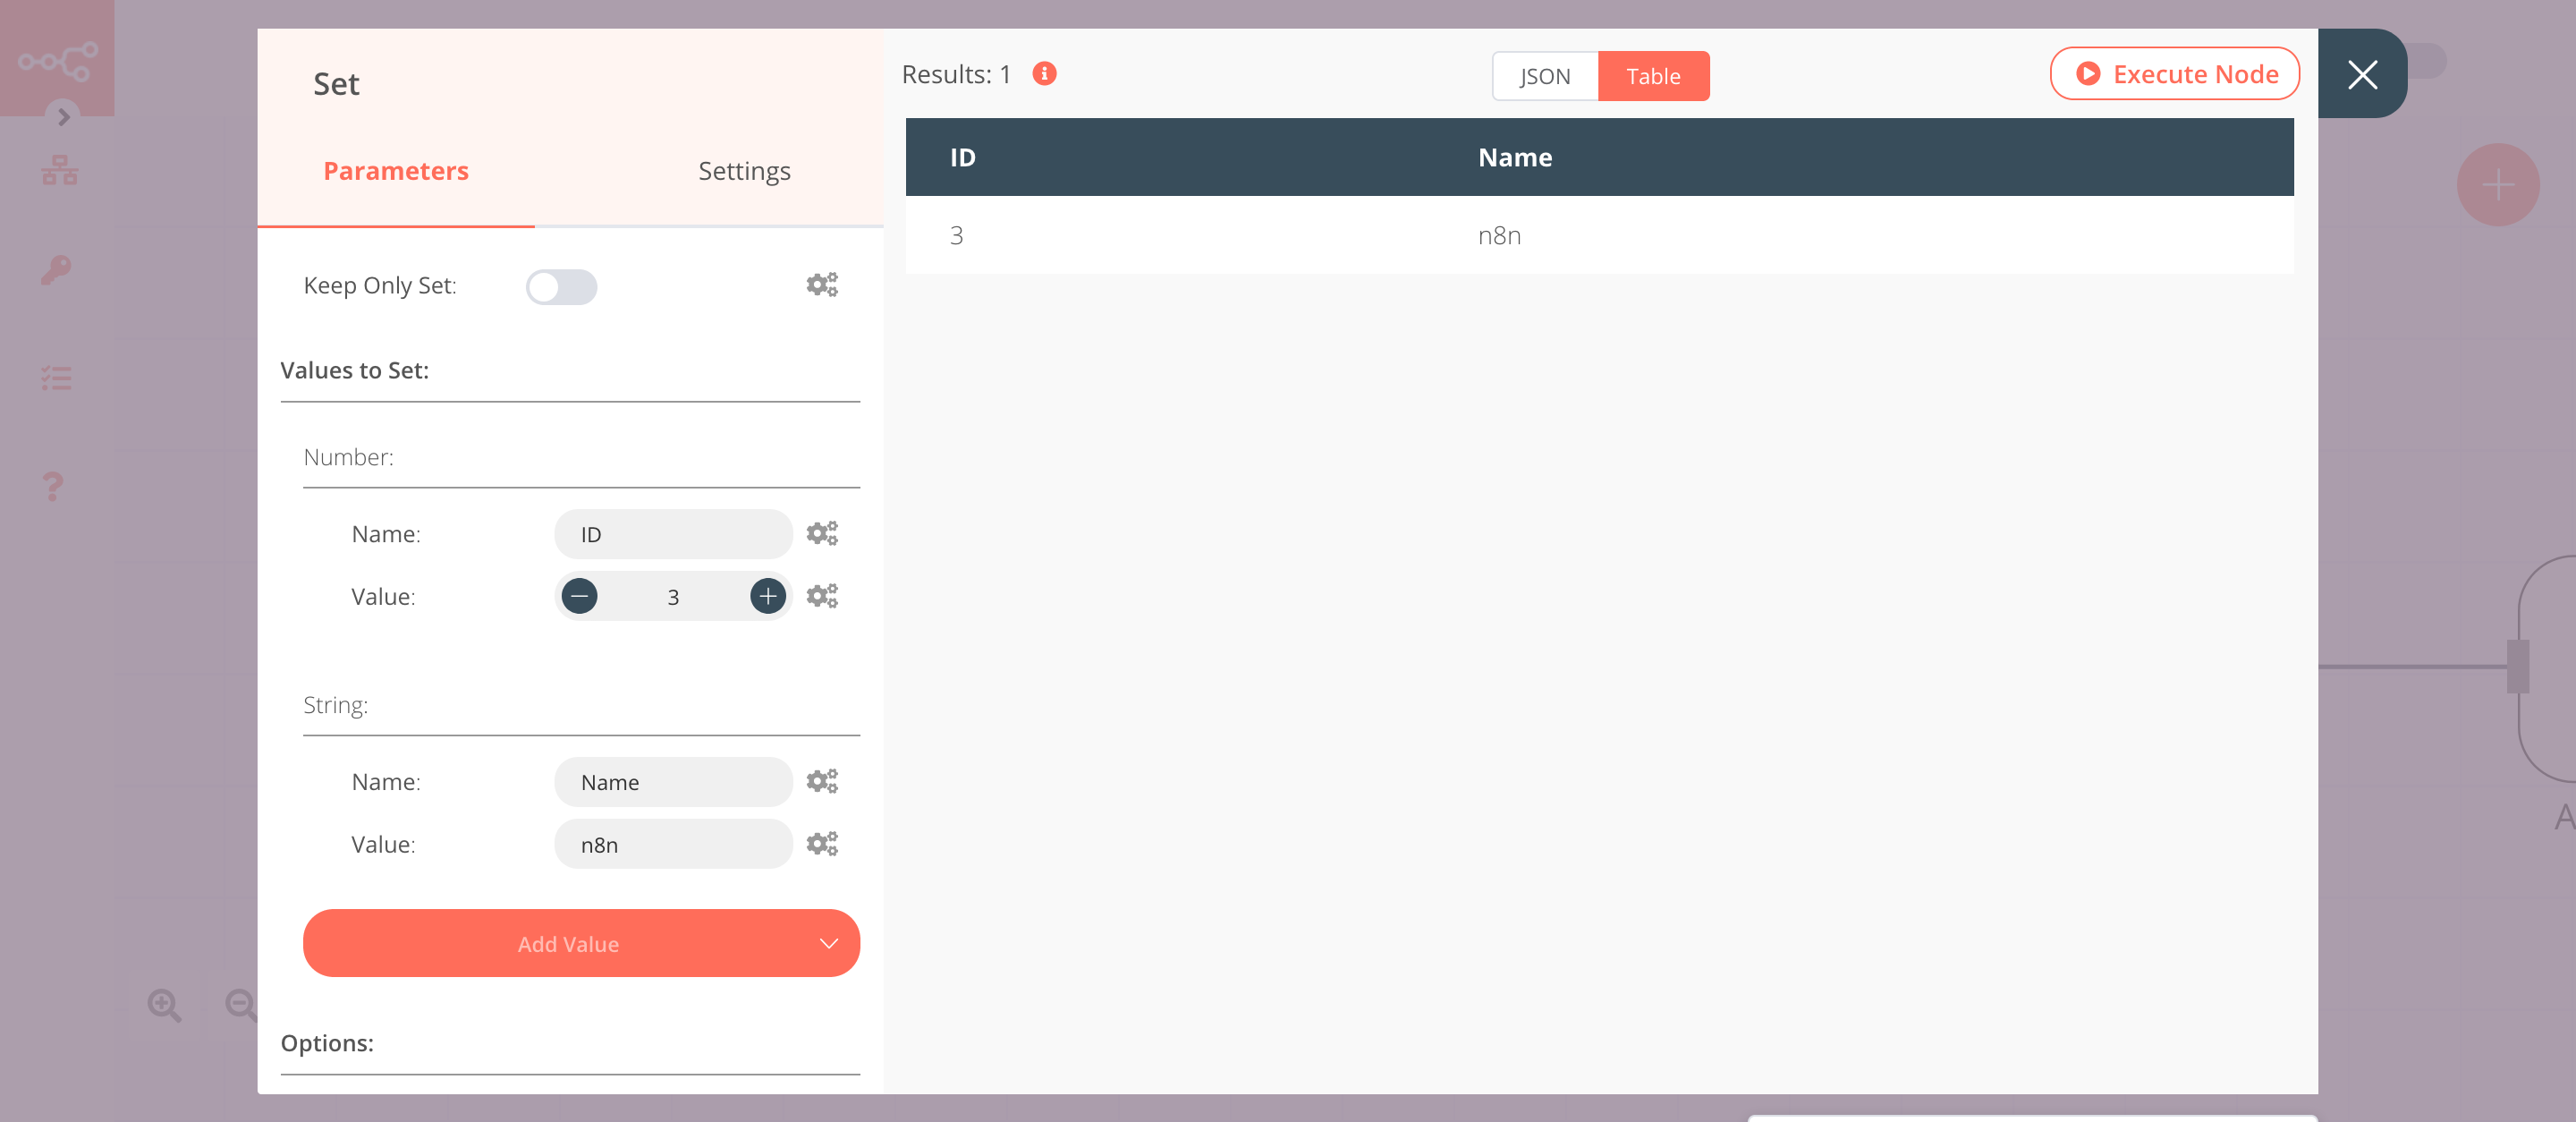 Set
Parameters Settings
Keep Only Set:
Values to Set:
Number:
Name: ID
Value: 3
String:
Name: Name
Value: n8n
Add Value
Options:
Results: 1
JSON Table
Execute Node
ID Name
3 n8n
A